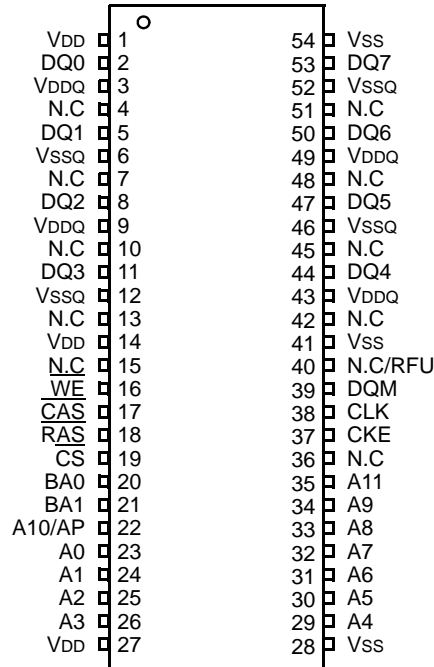 VDD 1 54 VSS
DQ0 2 53 DQ7
VDDQ 3 52 VSSQ
N.C 4 51 N.C
DQ1 5 50 DQ6
VSSQ 6 49 VDDQ
N.C 7 48 N.C
DQ2 8 47 DQ5
VDDQ 9 46 VSSQ
N.C 10 45 N.C
DQ3 11 44 DQ4
VSSQ 12 43 VDDQ
N.C 13 42 N.C
VDD 14 41 VSS
N.C 15 40 N.C/RFU
WE 16 39 DQM
CAS 17 38 CLK
RAS 18 37 CKE
CS 19 36 N.C
BA0 20 35 A11
BA1 21 34 A9
A10/AP 22 33 A8
A0 23 32 A7
A1 24 31 A6
A2 25 30 A5
A3 26 29 A4
VDD 27 28 VSS